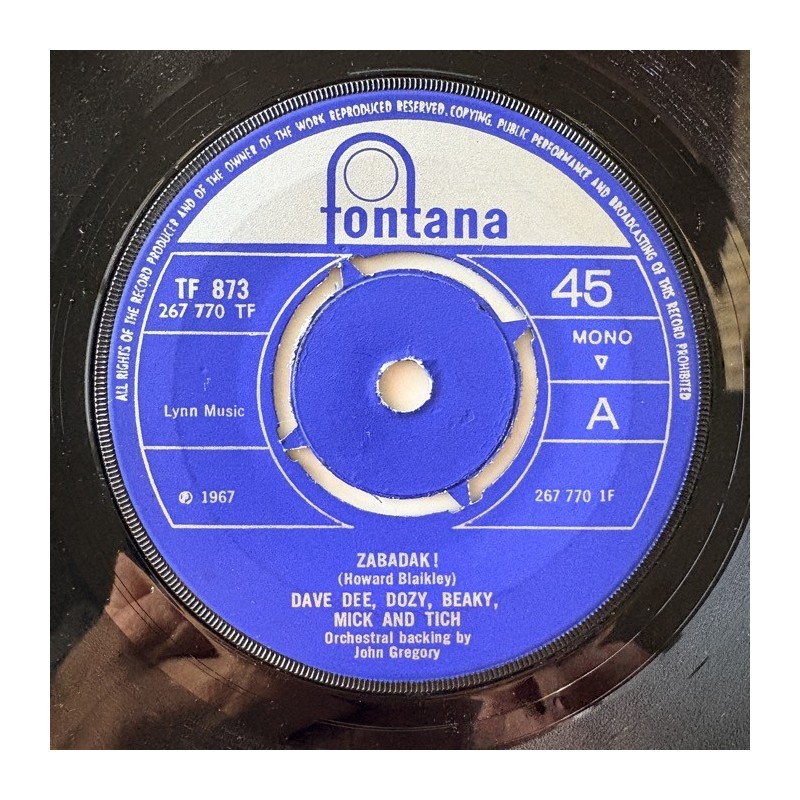 ALL RIGHTS OF THE RECORD PRODUCER AND OF THE OWNER OF THE WORK REPRODUCED RESERVED. COPYING, PUBLIC PERFORMANCE AND BROADCASTING OF THIS RECORD PROHIBITED
fontana
TF 873
267 770 TF
45
MONO
Lynn Music
A
℗ 1967
267 770 1F
ZABADAK!
(Howard Blaikley)
DAVE DEE, DOZY, BEAKY,
MICK AND TICH
Orchestral backing by
John Gregory